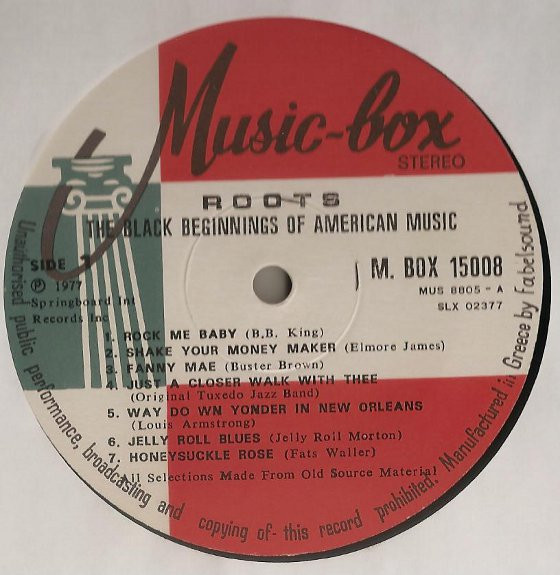 Music-box
STEREO
ROOTS
THE BLACK BEGINNINGS OF AMERICAN MUSIC
SIDE 1
℗ 1977
Springboard Int
Records Inc
M. BOX 15008
MUS 8805 - A
SLX 02377
1. ROCK ME BABY (B.B. King)
2. SHAKE YOUR MONEY MAKER (Elmore James)
3. FANNY MAE (Buster Brown)
4. JUST A CLOSER WALK WITH THEE
(Original Tuxedo Jazz Band)
5. WAY DO WN YONDER IN NEW ORLEANS
(Louis Armstrong)
6. JELLY ROLL BLUES (Jelly Roll Morton)
7. HONEYSUCKLE ROSE (Fats Waller)
All Selections Made From Old Source Material
Unauthorised public performance, broadcasting and copying of- this record prohibited. Manufactured in Greece by Fabelsound